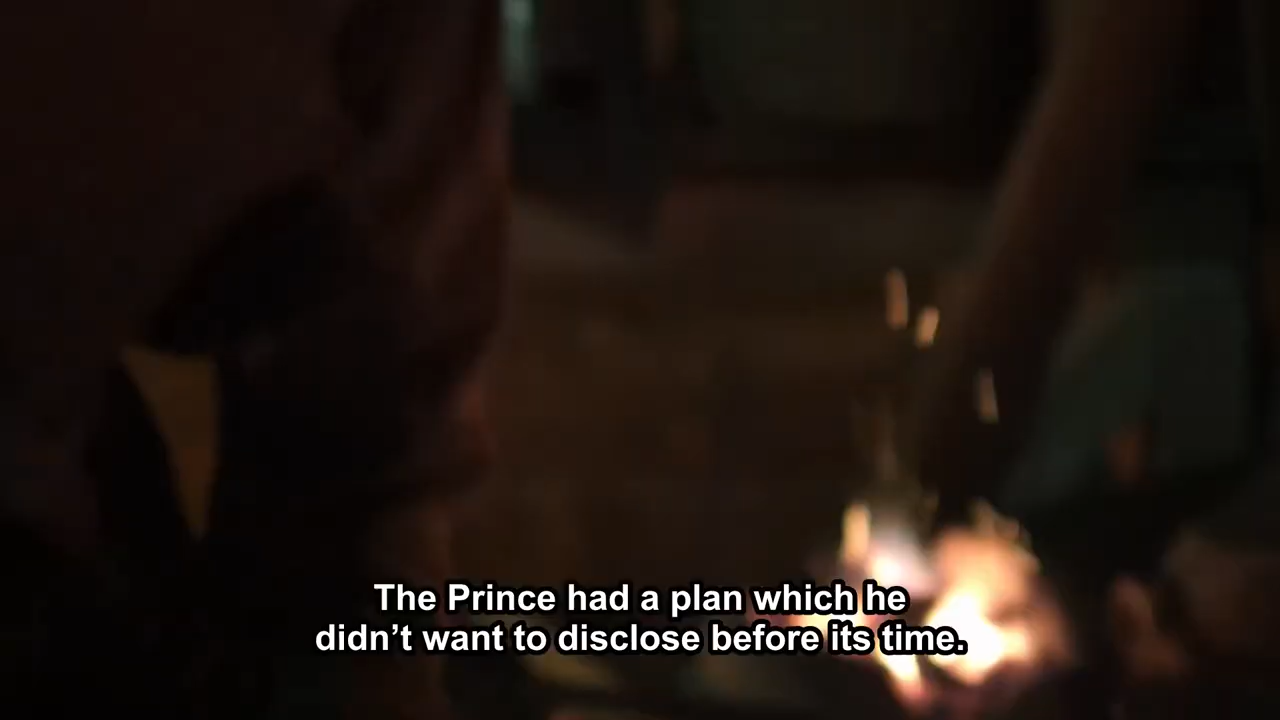 The Prince had a plan which he
didn’t want to disclose before its time.